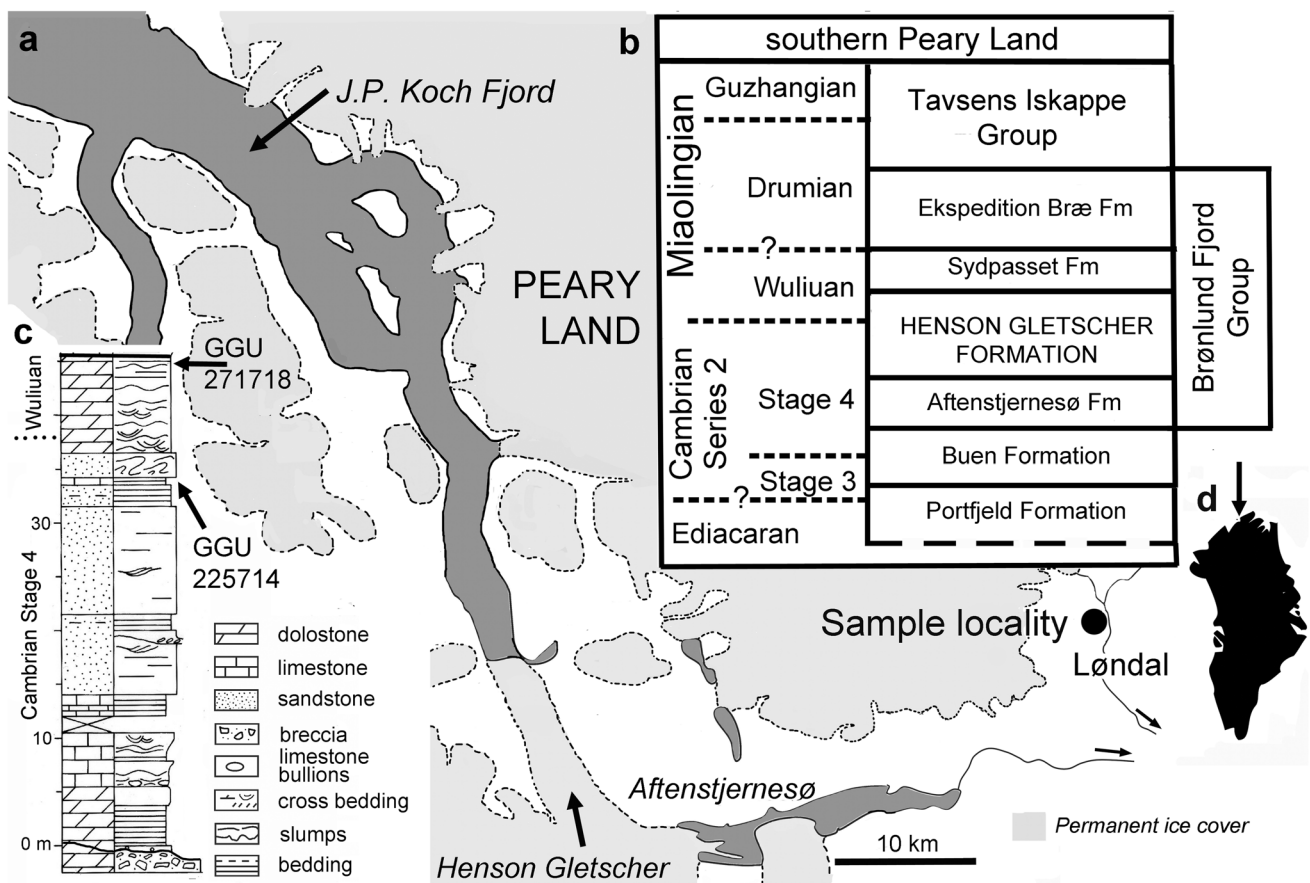 a
J.P. Koch Fjord
PEARY
LAND
b
southern Peary Land
Miaolingian
Guzhangian
Drumian
?
Wuliuan
Cambrian
Series 2
Stage 4
Stage 3
?
Ediacaran
Tavsens Iskappe
Group
Ekspedition Bræ Fm
Sydpasset Fm
HENSON GLETSCHER
FORMATION
Aftenstjernesø Fm
Buen Formation
Portfjeld Formation
Brønlund Fjord
Group
c
Wuliuan
Cambrian Stage 4
GGU
271718
GGU
225714
30
10
0 m
dolostone
limestone
sandstone
breccia
limestone
bullions
cross bedding
slumps
bedding
d
Sample locality
Løndal
Aftenstjernesø
Henson Gletscher
10 km
Permanent ice cover